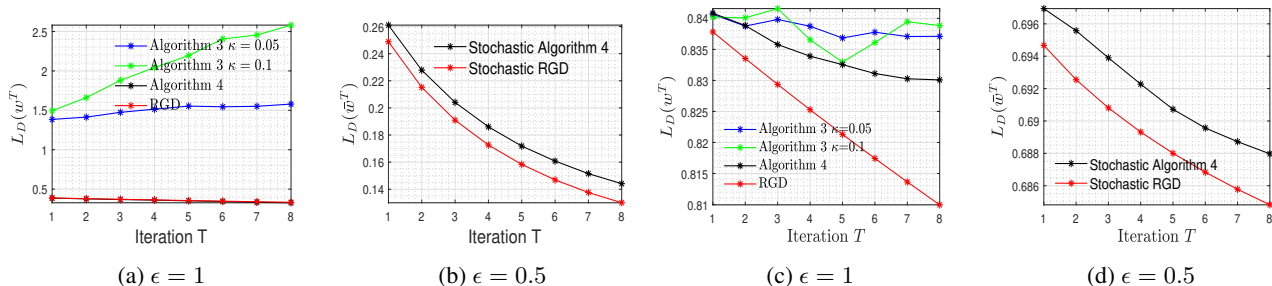 2.5
2
1.5
1
0.5
L_D(w^T)
Algorithm 3 κ = 0.05
Algorithm 3 κ = 0.1
Algorithm 4
RGD
1 2 3 4 5 6 7 8
Iteration T
(a) ϵ = 1
0.26
0.24
0.22
0.2
0.18
0.16
0.14
L_D(w̄^T)
Stochastic Algorithm 4
Stochastic RGD
1 2 3 4 5 6 7 8
Iteration T
(b) ϵ = 0.5
0.84
0.835
0.83
0.825
0.82
0.815
0.81
L_D(w^T)
Algorithm 3 κ=0.05
Algorithm 3 κ=0.1
Algorithm 4
RGD
1 2 3 4 5 6 7 8
Iteration T
(c) ϵ = 1
0.696
0.694
0.692
0.69
0.688
0.686
L_D(w̄^T)
Stochastic Algorithm 4
Stochastic RGD
1 2 3 4 5 6 7 8
Iteration T
(d) ϵ = 0.5